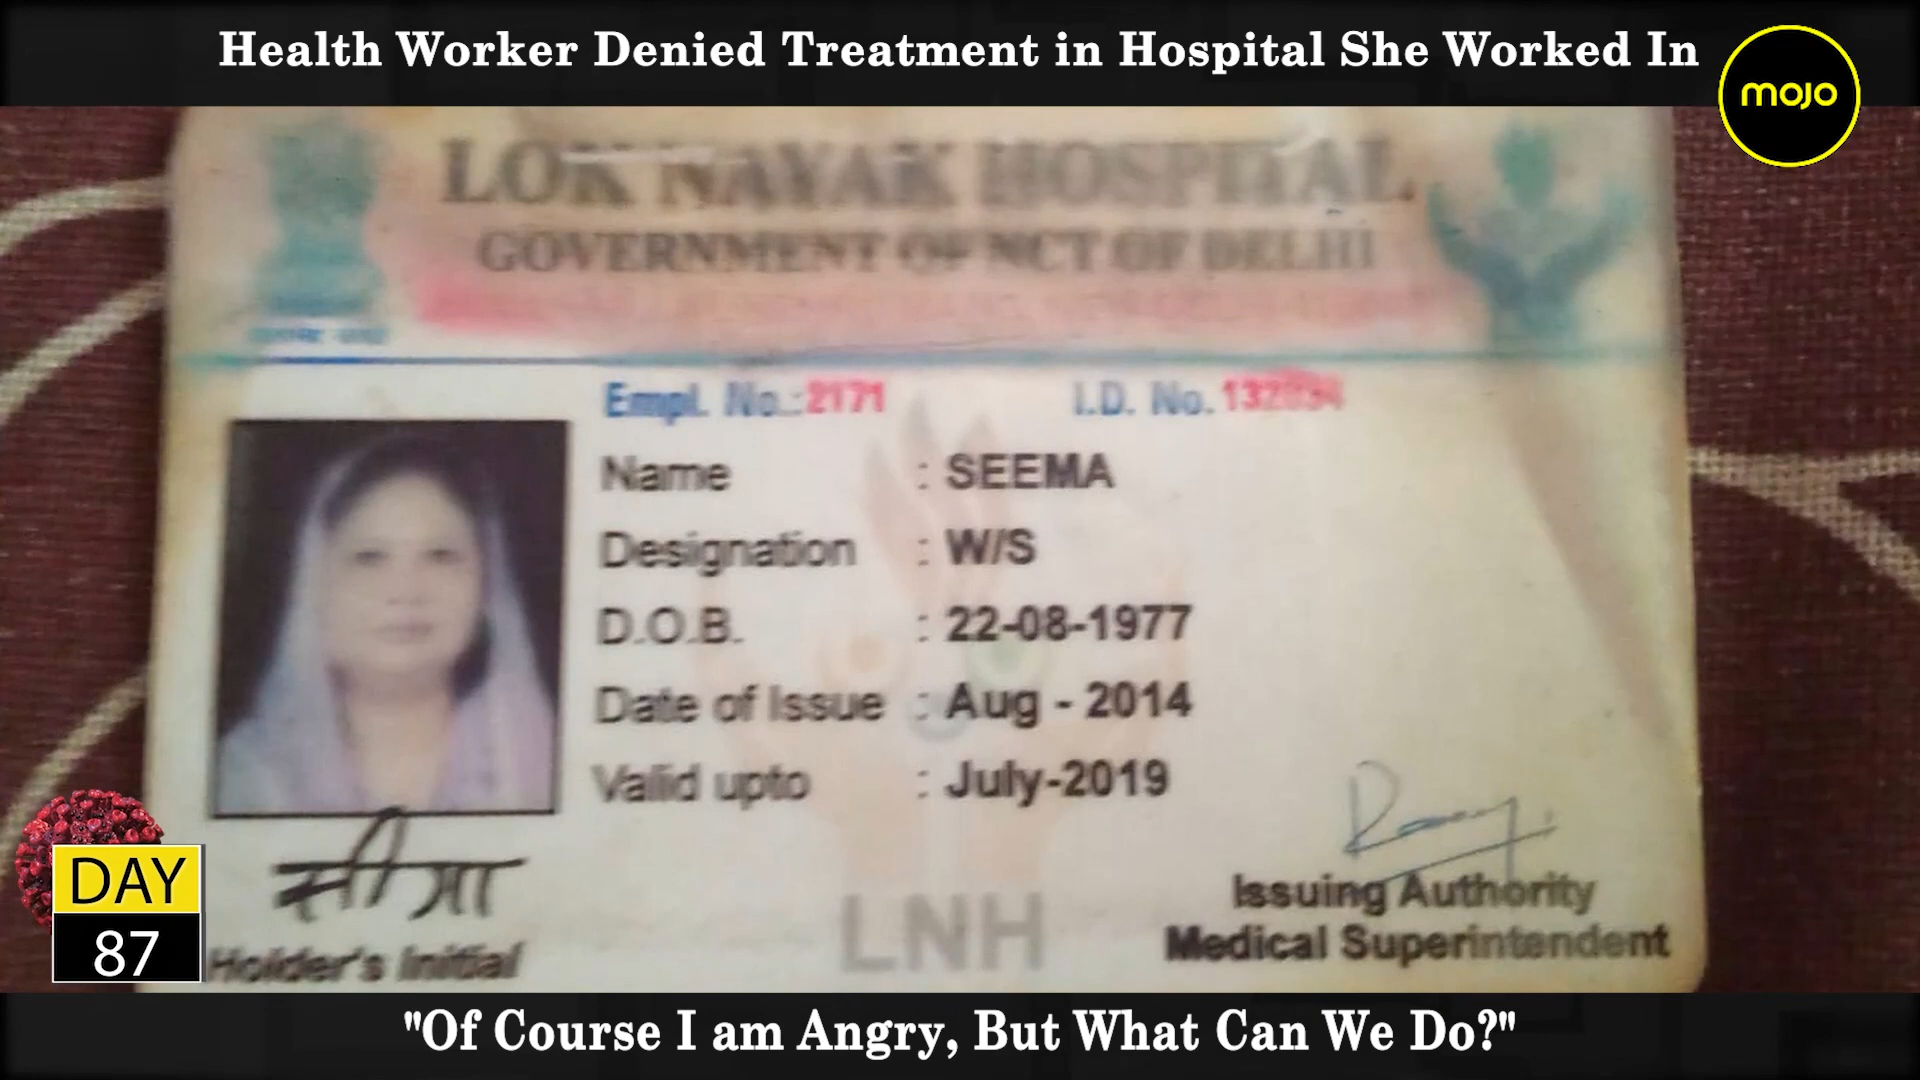 Health Worker Denied Treatment in Hospital She Worked In
mojo
LOK NAYAK HOSPITAL
GOVERNMENT OF NCT OF DELHI
Empl. No.: 2171 I.D. No.
Name : SEEMA
Designation : W/S
D.O.B. : 22-08-1977
Date of Issue : Aug - 2014
Valid upto : July-2019
सीमा
Holder's Initial
LNH
Issuing Authority
Medical Superintendent
DAY
87
"Of Course I am Angry, But What Can We Do?"